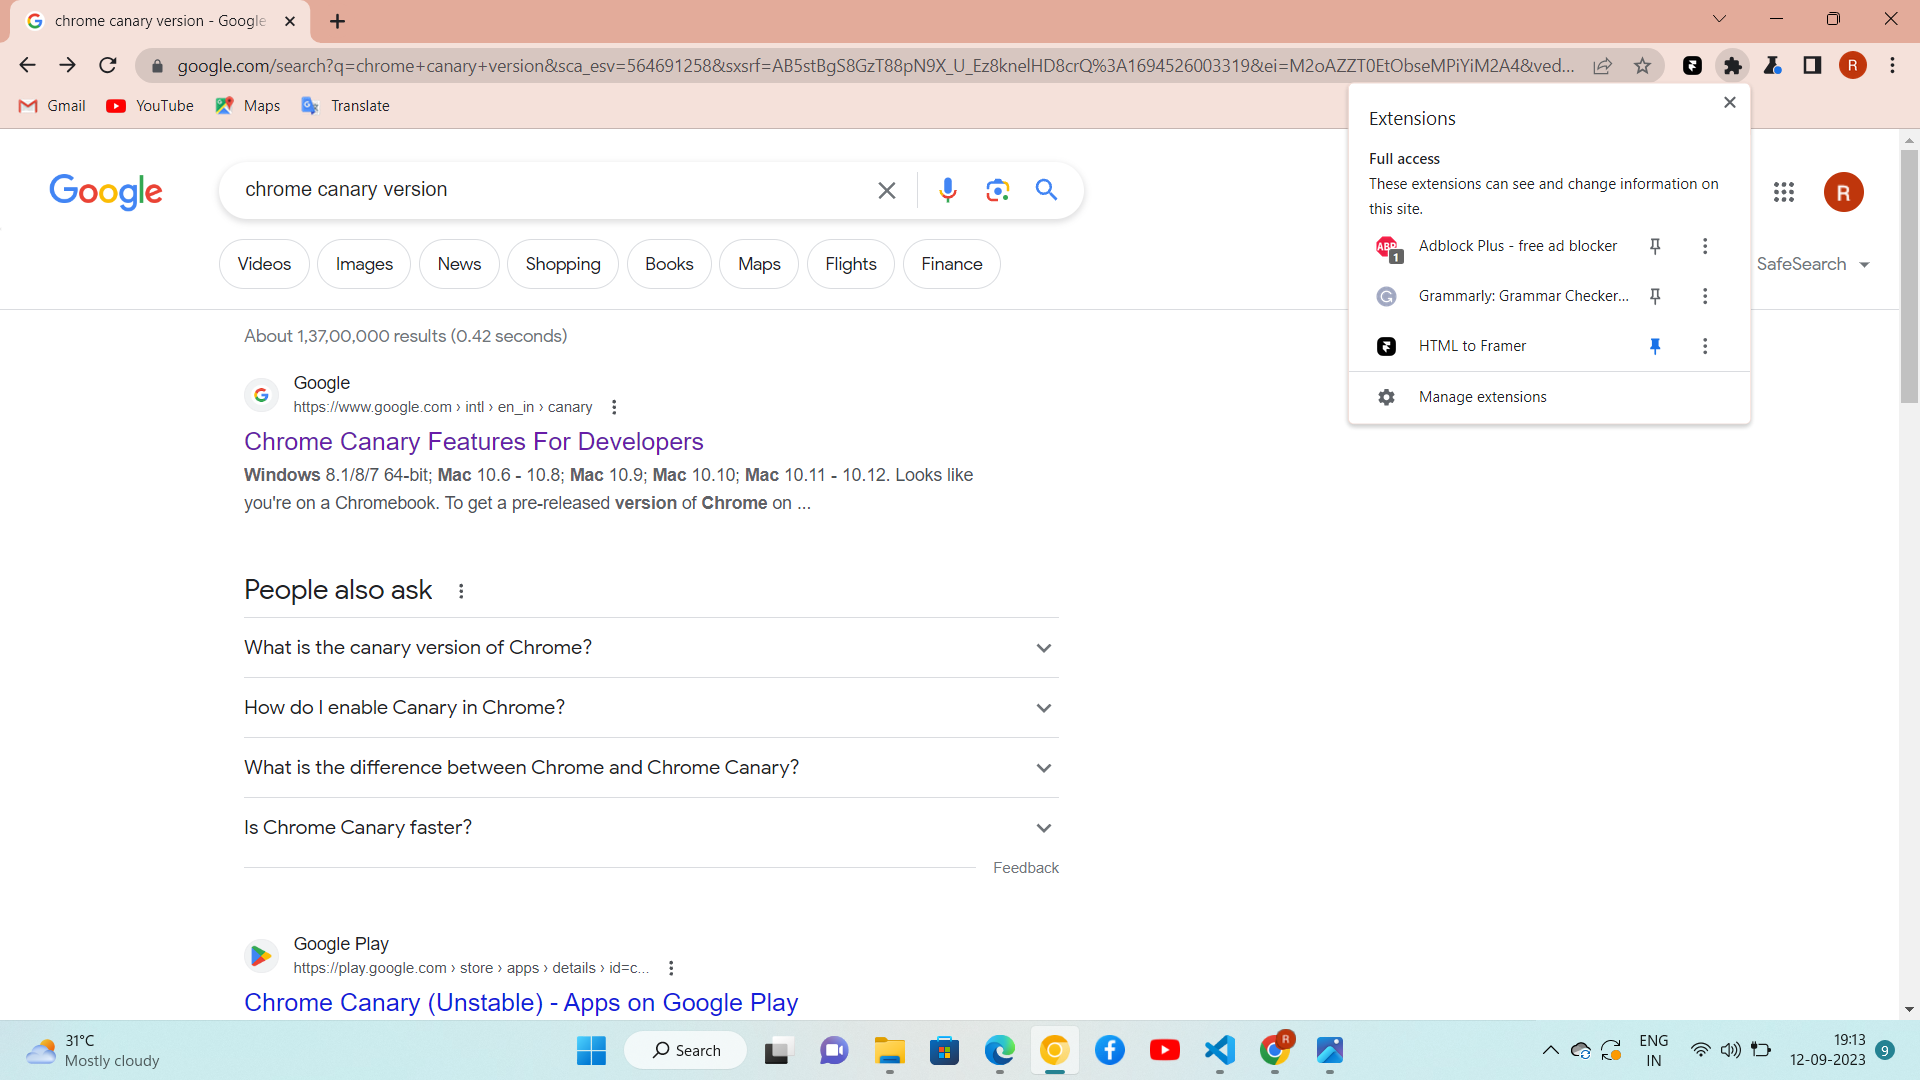 chrome canary version - Google
google.com/search?q=chrome+canary+version&sca_esv=564691258&sxsrf=AB5stBgS8GzT88pN9X_U_Ez8knelHD8crQ%3A1694526003319&ei=M2oAZZT0EtObseMPiYiM2A4&ved...
R
Gmail
YouTube
Maps
Translate
Extensions
Full access
These extensions can see and change information on
this site.
ABP
1
Adblock Plus - free ad blocker
Grammarly: Grammar Checker...
HTML to Framer
Manage extensions
Google
chrome canary version
R
Videos
Images
News
Shopping
Books
Maps
Flights
Finance
SafeSearch
About 1,37,00,000 results (0.42 seconds)
Google
https://www.google.com › intl › en_in › canary
Chrome Canary Features For Developers
Windows 8.1/8/7 64-bit; Mac 10.6 - 10.8; Mac 10.9; Mac 10.10; Mac 10.11 - 10.12. Looks like
you're on a Chromebook. To get a pre-released version of Chrome on ...
People also ask
What is the canary version of Chrome?
How do I enable Canary in Chrome?
What is the difference between Chrome and Chrome Canary?
Is Chrome Canary faster?
Feedback
Google Play
https://play.google.com › store › apps › details › id=c...
Chrome Canary (Unstable) - Apps on Google Play
31°C
Mostly cloudy
Search
R
ENG
IN
19:13
12-09-2023
9